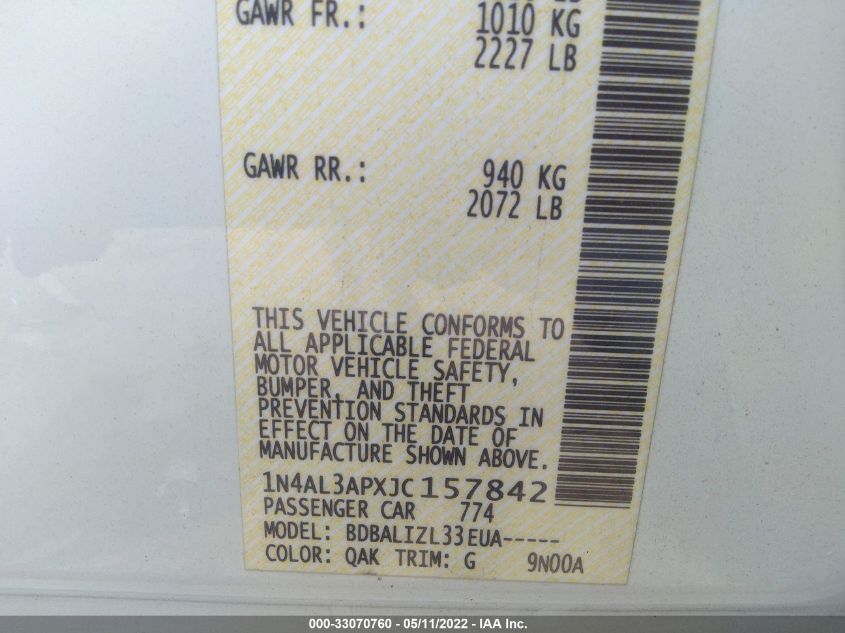 GAWR FR.: 1010 KG
2227 LB
GAWR RR.: 940 KG
2072 LB
THIS VEHICLE CONFORMS TO
ALL APPLICABLE FEDERAL
MOTOR VEHICLE SAFETY,
BUMPER, AND THEFT
PREVENTION STANDARDS IN
EFFECT ON THE DATE OF
MANUFACTURE SHOWN ABOVE.
1N4AL3APXJC157842
PASSENGER CAR 774
MODEL: BDBALIZL33EUA-----
COLOR: QAK TRIM: G 9N00A
000-33070760 - 05/11/2022 - IAA Inc.